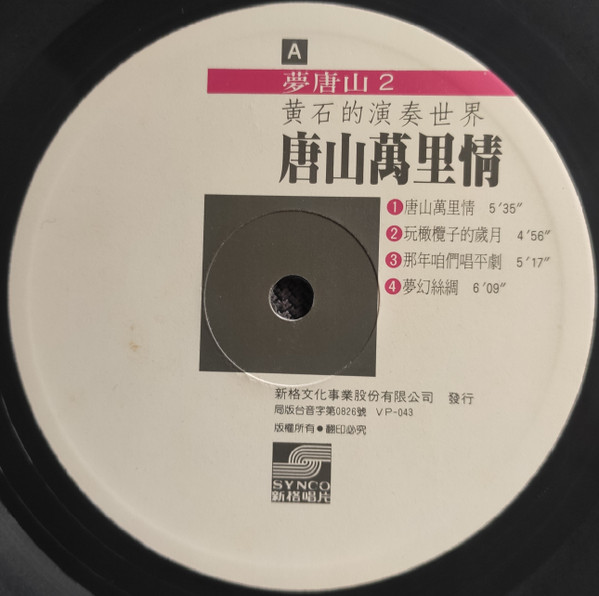 A
夢唐山 2
黄石的演奏世界
唐山萬里情
1 唐山萬里情 5'35"
2 玩橄欖子的歲月 4'56"
3 那年咱們唱平劇 5'17"
4 夢幻絲綢 6'09"
新格文化事業股份有限公司 發行
局版台音字第0826號 VP-043
版權所有●翻印必究
SYNCO
新格唱片